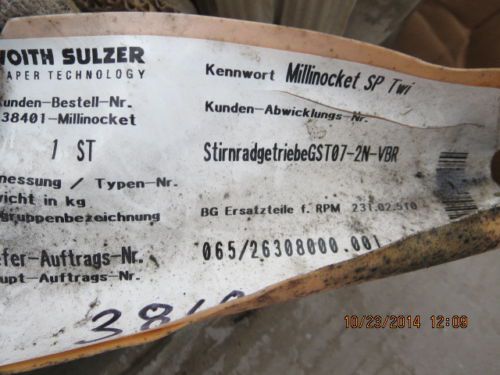 VOITH SULZER
PAPER TECHNOLOGY
Kennwort Millinocket SP Twi
Kunden-Bestell-Nr.
38401-Millinocket
Kunden-Abwicklungs-Nr.
1 ST
StirnradgetriebeGST07-2N-VBR
messung / Typen-Nr.
wicht in kg
gruppenbezeichnung
BG Ersatzteile f. RPM 231.02.510
efer-Auftrags-Nr.
065/26308000.001
upt-Auftrags-Nr.
10/23/2014 12:09